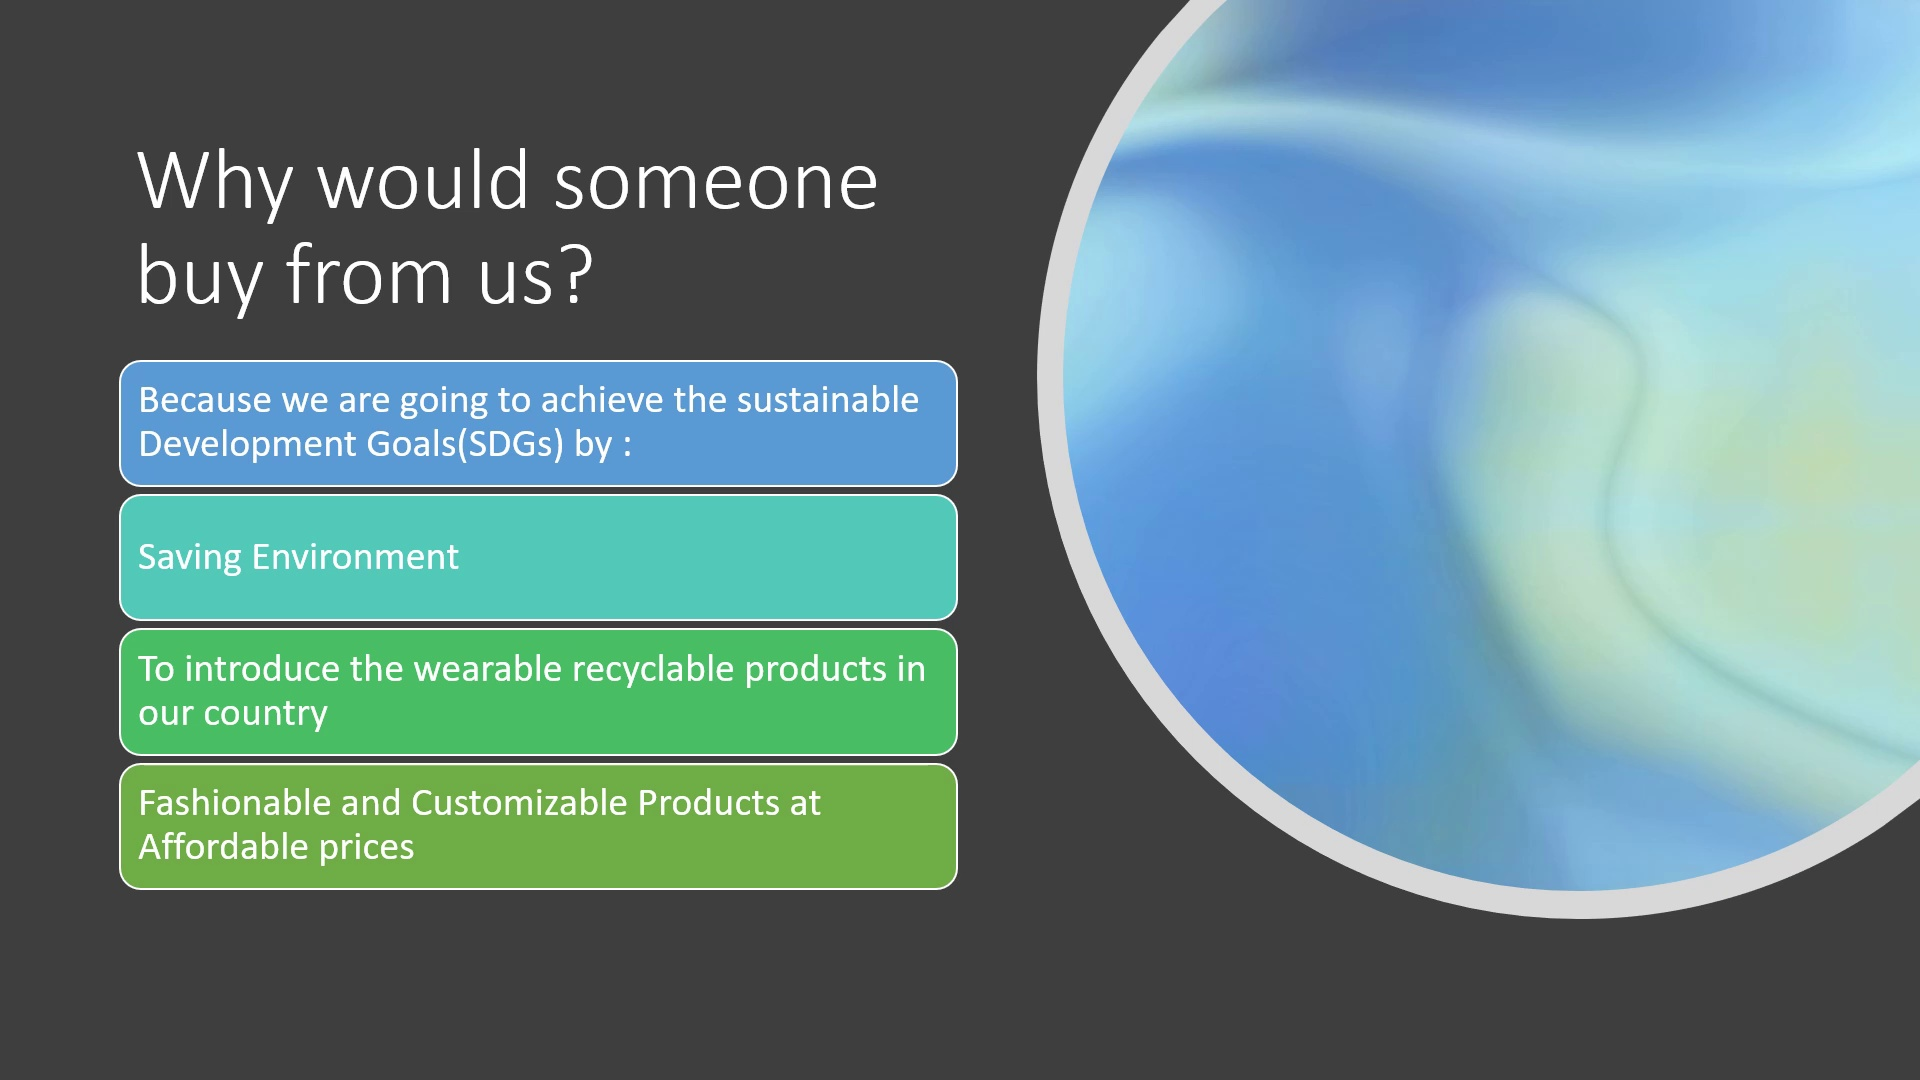 Why would someone
buy from us?
Because we are going to achieve the sustainable
Development Goals(SDGs) by :
Saving Environment
To introduce the wearable recyclable products in
our country
Fashionable and Customizable Products at
Affordable prices